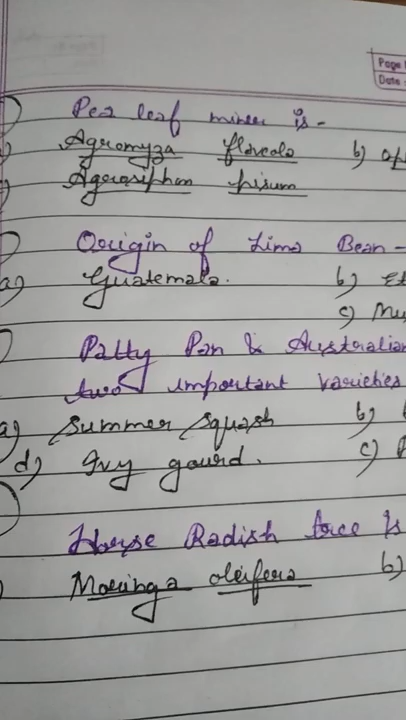 Page
Date
Pea leaf miner is -
Agromyza flaveola b)
pisum
Origin of Lima Bean -
a) Guatemala. b)
c)
Patty Pan & Australian
two important varieties
a) Summer Squash b)
d) Ivy gourd. c)
Horse Radish tree is
Moringa oleifera b)